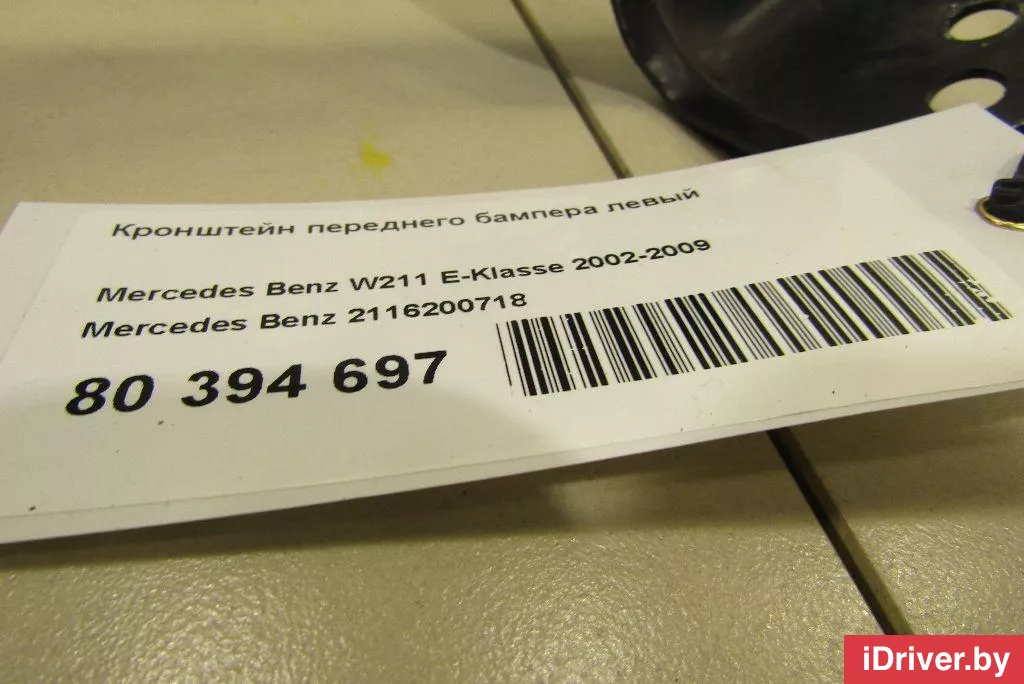 Кронштейн переднего бампера левый
Mercedes Benz W211 E-Klasse 2002-2009
Mercedes Benz 2116200718
80 394 697
iDriver.by